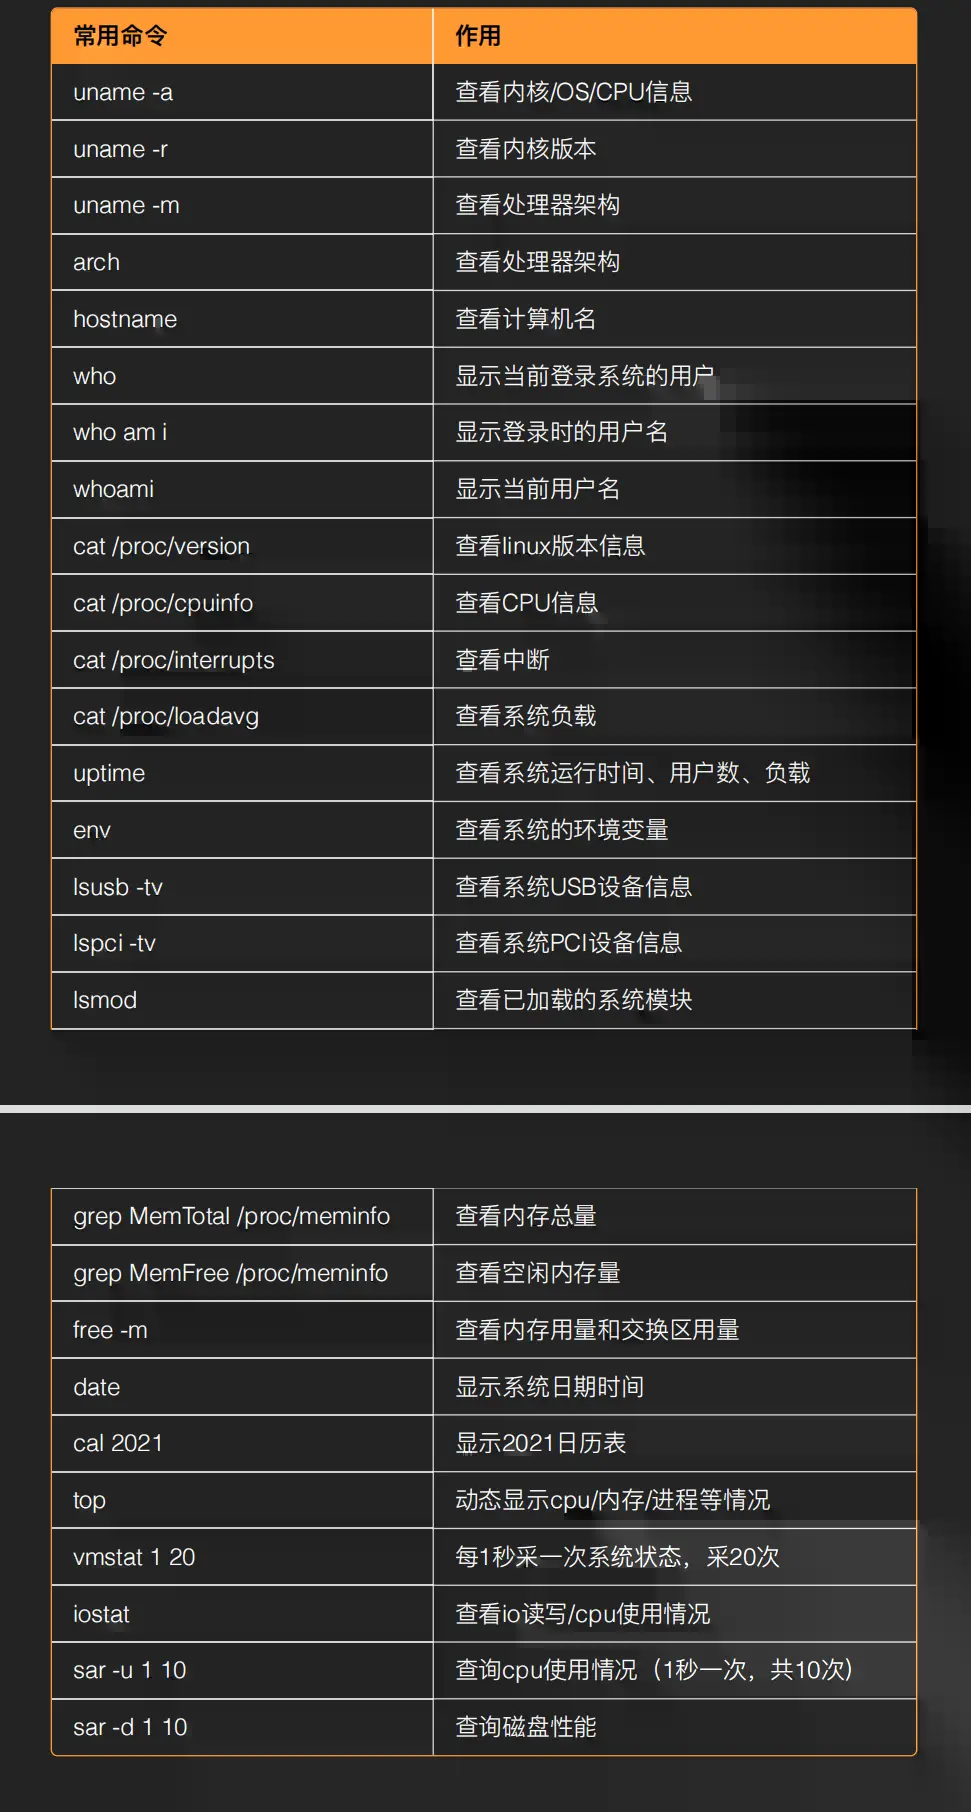 常用命令 作用
uname -a 查看内核/OS/CPU信息
uname -r 查看内核版本
uname -m 查看处理器架构
arch 查看处理器架构
hostname 查看计算机名
who 显示当前登录系统的用户
who am i 显示登录时的用户名
whoami 显示当前用户名
cat /proc/version 查看linux版本信息
cat /proc/cpuinfo 查看CPU信息
cat /proc/interrupts 查看中断
cat /proc/loadavg 查看系统负载
uptime 查看系统运行时间、用户数、负载
env 查看系统的环境变量
lsusb -tv 查看系统USB设备信息
lspci -tv 查看系统PCI设备信息
lsmod 查看已加载的系统模块
grep MemTotal /proc/meminfo 查看内存总量
grep MemFree /proc/meminfo 查看空闲内存量
free -m 查看内存用量和交换区用量
date 显示系统日期时间
cal 2021 显示2021日历表
top 动态显示cpu/内存/进程等情况
vmstat 1 20 每1秒采一次系统状态，采20次
iostat 查看io读写/cpu使用情况
sar -u 1 10 查询cpu使用情况（1秒一次，共10次）
sar -d 1 10 查询磁盘性能